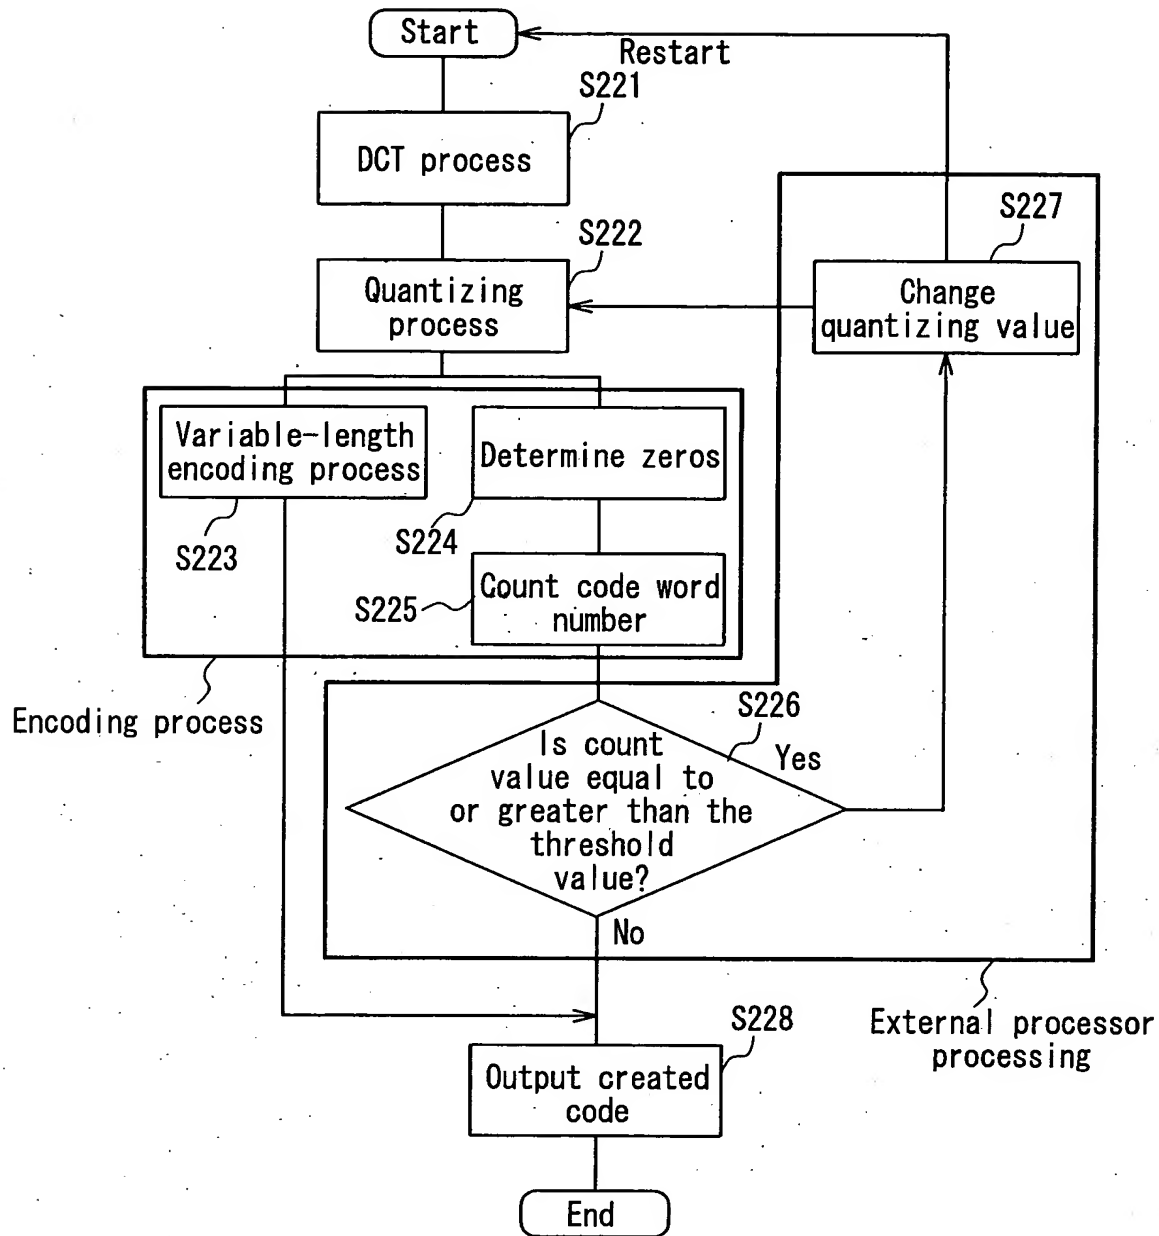 Start
Restart
S221
DCT process
S222
Quantizing
process
S227
Change
quantizing value
Variable-length
encoding process
S223
Determine zeros
S224
Count code word
number
S225
Encoding process
S226
Is count
value equal to
or greater than the
threshold
value?
Yes
No
External processor
processing
S228
Output created
code
End